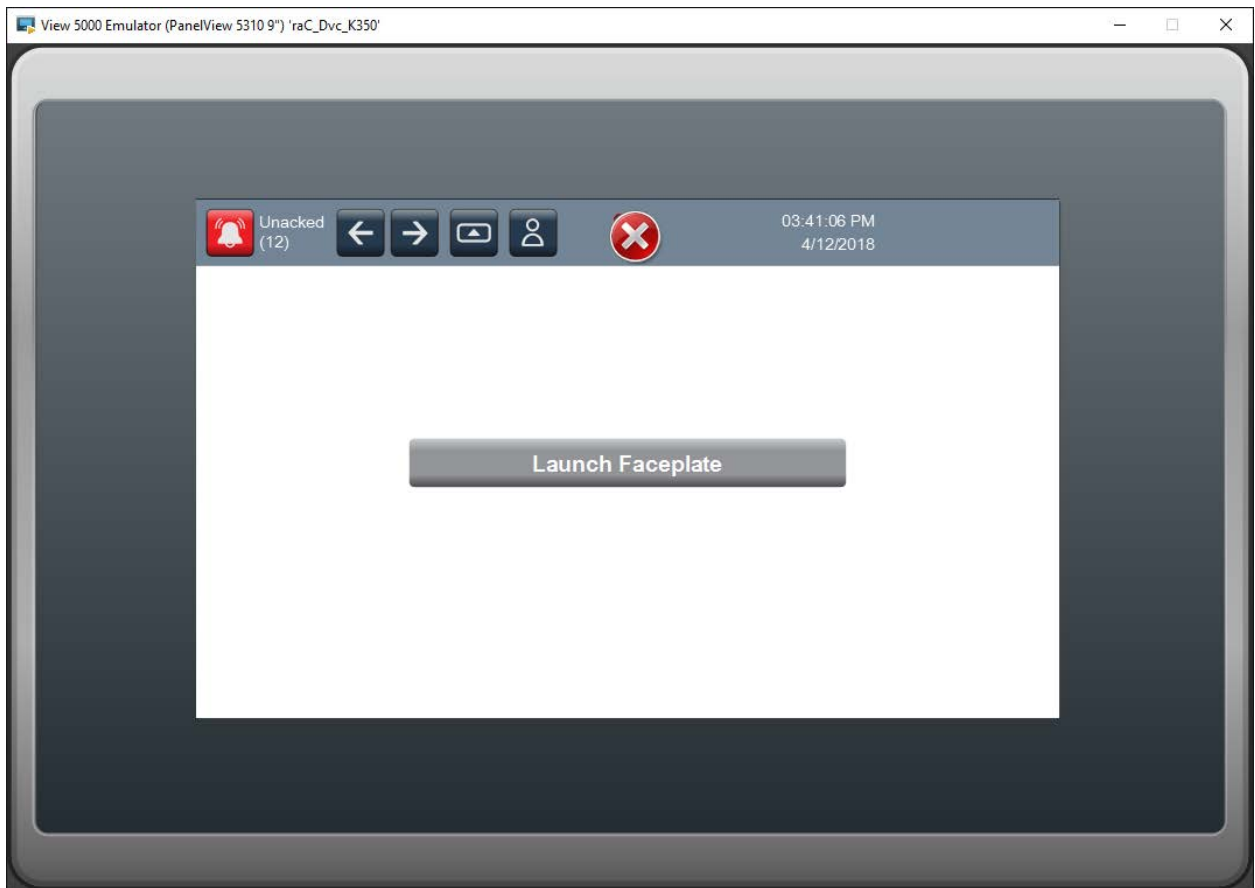 View 5000 Emulator (PanelView 5310 9") 'raC_Dvc_K350'
Unacked
(12)
03:41:06 PM
4/12/2018
Launch Faceplate